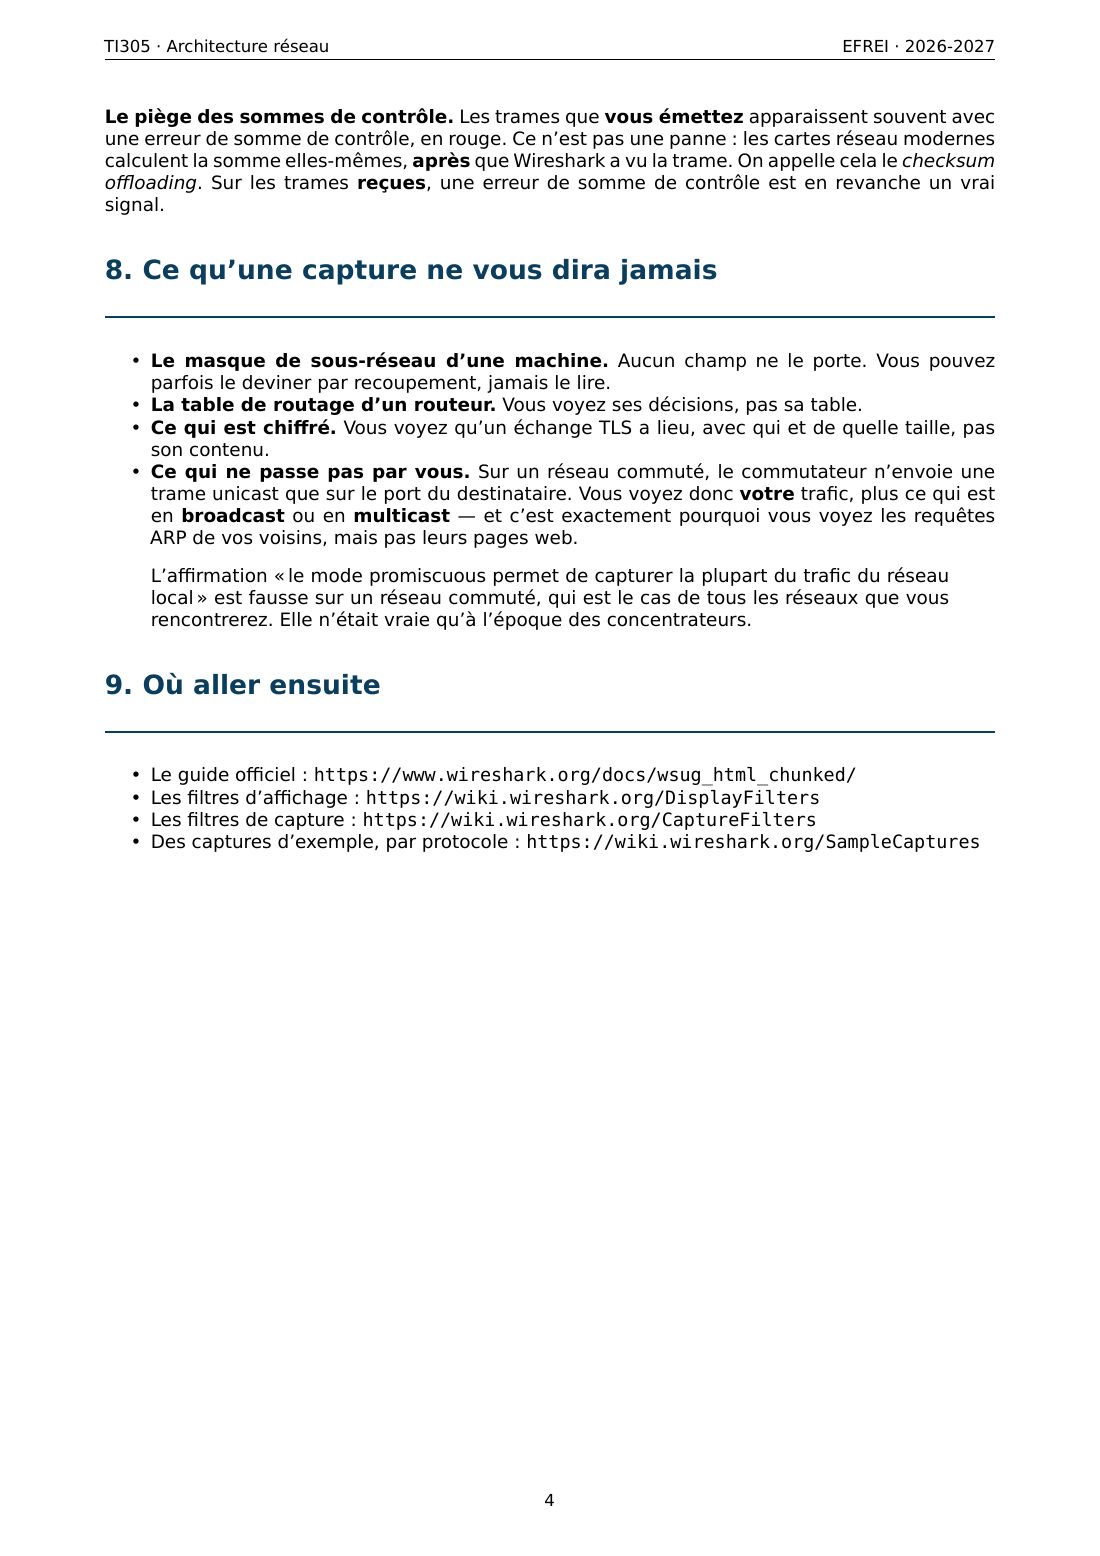 TI305 · Architecture réseau
EFREI · 2026-2027
Le piège des sommes de contrôle. Les trames que vous émettez apparaissent souvent avec
une erreur de somme de contrôle, en rouge. Ce n’est pas une panne : les cartes réseau modernes
calculent la somme elles-mêmes, après que Wireshark a vu la trame. On appelle cela le checksum
offloading. Sur les trames reçues, une erreur de somme de contrôle est en revanche un vrai
signal.
8. Ce qu’une capture ne vous dira jamais
• Le masque de sous-réseau d’une machine. Aucun champ ne le porte. Vous pouvez
parfois le deviner par recoupement, jamais le lire.
• La table de routage d’un routeur. Vous voyez ses décisions, pas sa table.
• Ce qui est chiffré. Vous voyez qu’un échange TLS a lieu, avec qui et de quelle taille, pas
son contenu.
• Ce qui ne passe pas par vous. Sur un réseau commuté, le commutateur n’envoie une
trame unicast que sur le port du destinataire. Vous voyez donc votre trafic, plus ce qui est
en broadcast ou en multicast — et c’est exactement pourquoi vous voyez les requêtes
ARP de vos voisins, mais pas leurs pages web.
L’affirmation « le mode promiscuous permet de capturer la plupart du trafic du réseau
local » est fausse sur un réseau commuté, qui est le cas de tous les réseaux que vous
rencontrerez. Elle n’était vraie qu’à l’époque des concentrateurs.
9. Où aller ensuite
• Le guide officiel : https://www.wireshark.org/docs/wsug_html_chunked/
• Les filtres d’affichage : https://wiki.wireshark.org/DisplayFilters
• Les filtres de capture : https://wiki.wireshark.org/CaptureFilters
• Des captures d’exemple, par protocole : https://wiki.wireshark.org/SampleCaptures
4